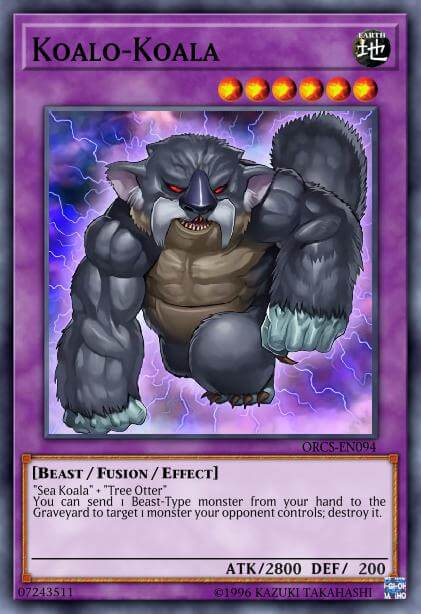 KOALO-KOALA
EARTH
地
ORCS-EN094
[BEAST / FUSION / EFFECT]
"Sea Koala" + "Tree Otter"
You can send 1 Beast-Type monster from your hand to the
Graveyard to target 1 monster your opponent controls; destroy it.
ATK/2800 DEF/ 200
07243511
©1996 KAZUKI TAKAHASHI